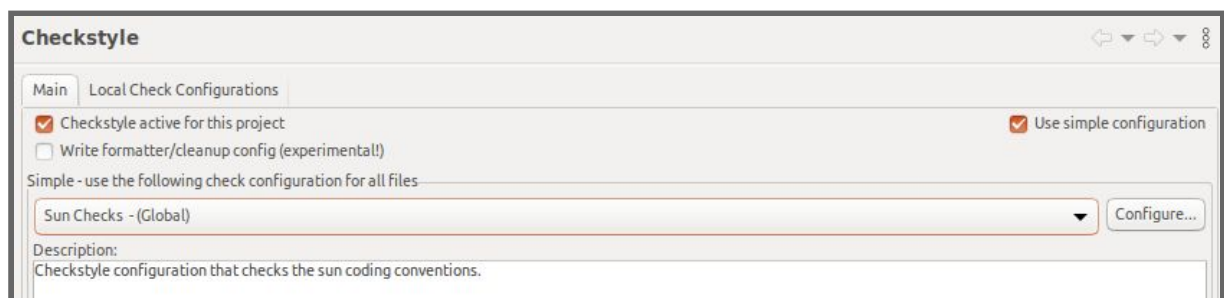 Checkstyle
Main Local Check Configurations
Checkstyle active for this project Use simple configuration
Write formatter/cleanup config (experimental!)
Simple - use the following check configuration for all files
Sun Checks - (Global) Configure...
Description:
Checkstyle configuration that checks the sun coding conventions.